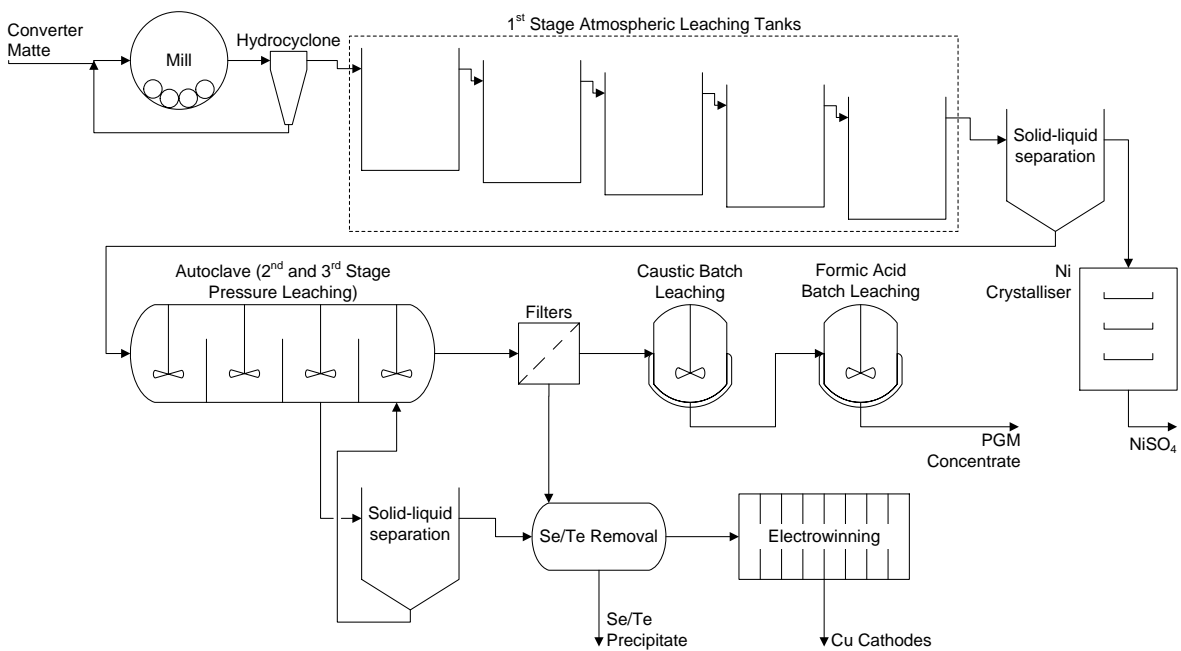 1st Stage Atmospheric Leaching Tanks
Converter
Matte
Mill
Hydrocyclone
Solid-liquid
separation
Autoclave (2nd and 3rd Stage
Pressure Leaching)
Filters
Caustic Batch
Leaching
Formic Acid
Batch Leaching
Ni
Crystalliser
PGM
Concentrate
NiSO4
Solid-liquid
separation
Se/Te Removal
Electrowinning
Se/Te
Precipitate
Cu Cathodes